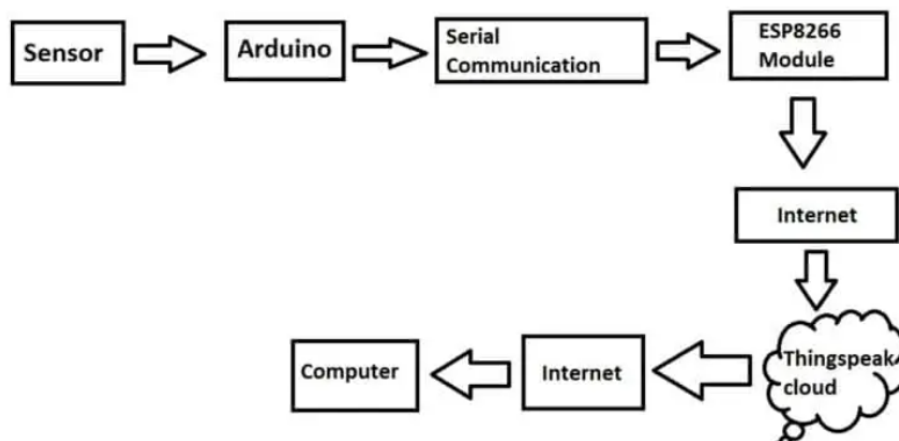 Sensor
Arduino
Serial
Communication
ESP8266
Module
Internet
Thingspeak
cloud
Internet
Computer